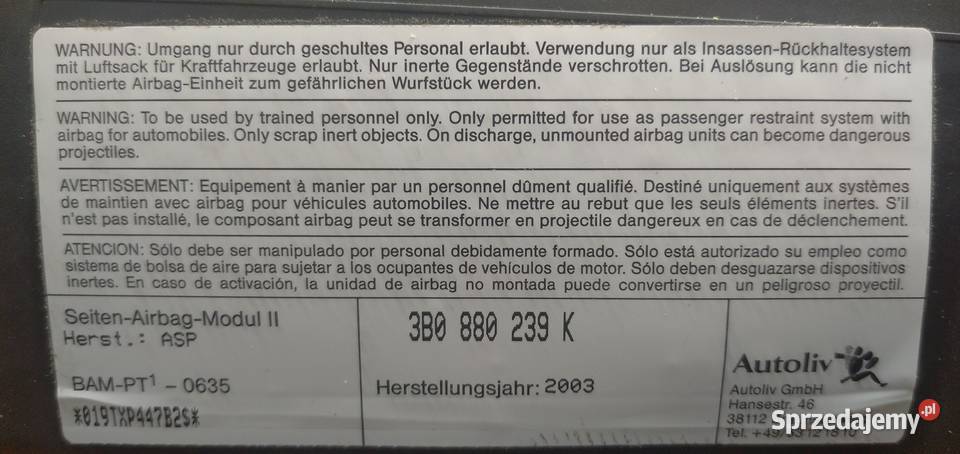 WARNUNG: Umgang nur durch geschultes Personal erlaubt. Verwendung nur als Insassen-Rückhaltesystem
mit Luftsack für Kraftfahrzeuge erlaubt. Nur inerte Gegenstände verschrotten. Bei Auslösung kann die nicht
montierte Airbag-Einheit zum gefährlichen Wurfstück werden.
WARNING: To be used by trained personnel only. Only permitted for use as passenger restraint system with
airbag for automobiles. Only scrap inert objects. On discharge, unmounted airbag units can become dangerous
projectiles.
AVERTISSEMENT: Equipement à manier par un personnel dûment qualifié. Destiné uniquement aux systèmes
de maintien avec airbag pour véhicules automobiles. Ne mettre au rebut que les seuls éléments inertes. S'il
n'est pas installé, le composant airbag peut se transformer en projectile dangereux en cas de déclenchement.
ATENCION: Sólo debe ser manipulado por personal debidamente formado. Sólo está autorizado su empleo como
sistema de bolsa de aire para sujetar a los ocupantes de vehículos de motor. Sólo deben desguazarse dispositivos
inertes. En caso de activación, la unidad de airbag no montada puede convertirse en un peligroso proyectil.
Seiten-Airbag-Modul II
Herst.: ASP
BAM-PT¹ - 0635
*019TXP447B2S*
3B0 880 239 K
Herstellungsjahr: 2003
Autoliv
Autoliv GmbH
Hansestr. 46
38112
Tel.
Sprzedajemy.pl